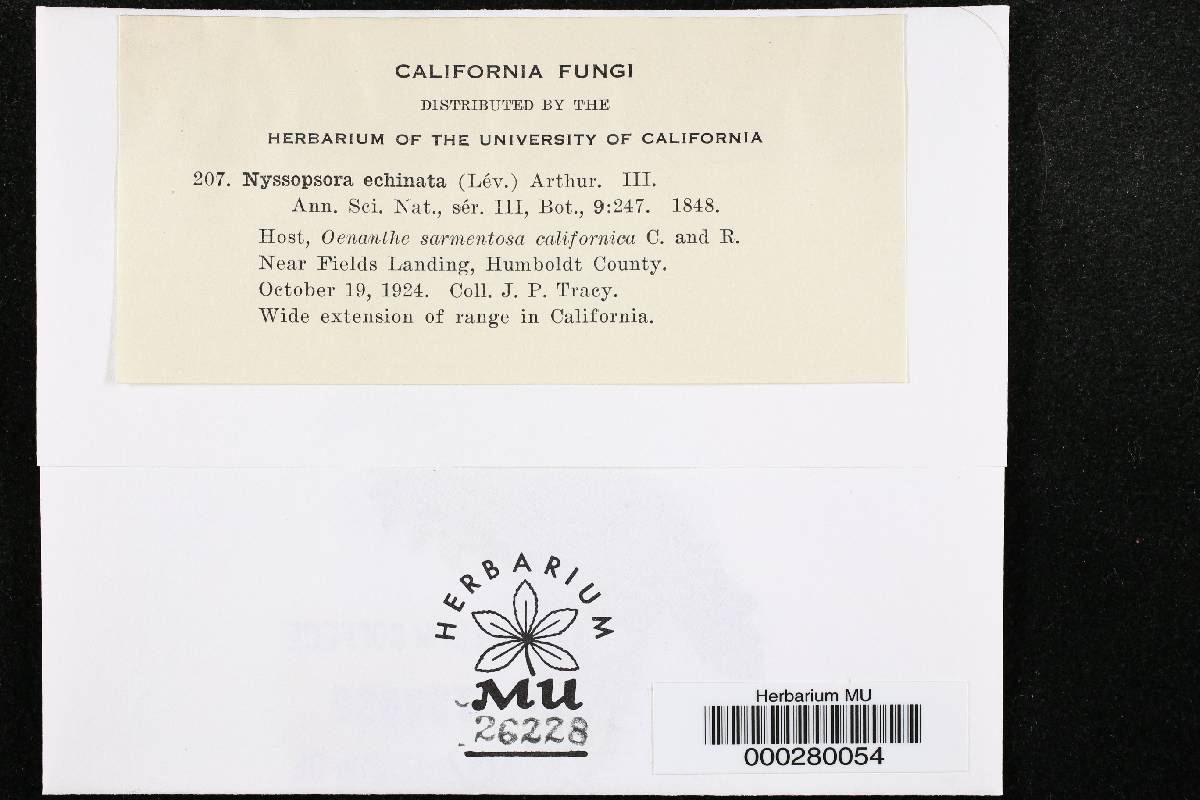 CALIFORNIA FUNGI
DISTRIBUTED BY THE
HERBARIUM OF THE UNIVERSITY OF CALIFORNIA
207. Nyssopsora echinata (Lév.) Arthur. III.
Ann. Sci. Nat., sér. III, Bot., 9:247. 1848.
Host, Oenanthe sarmentosa californica C. and R.
Near Fields Landing, Humboldt County.
October 19, 1924. Coll. J. P. Tracy.
Wide extension of range in California.
HERBARIUM
MU
26228
Herbarium MU
000280054